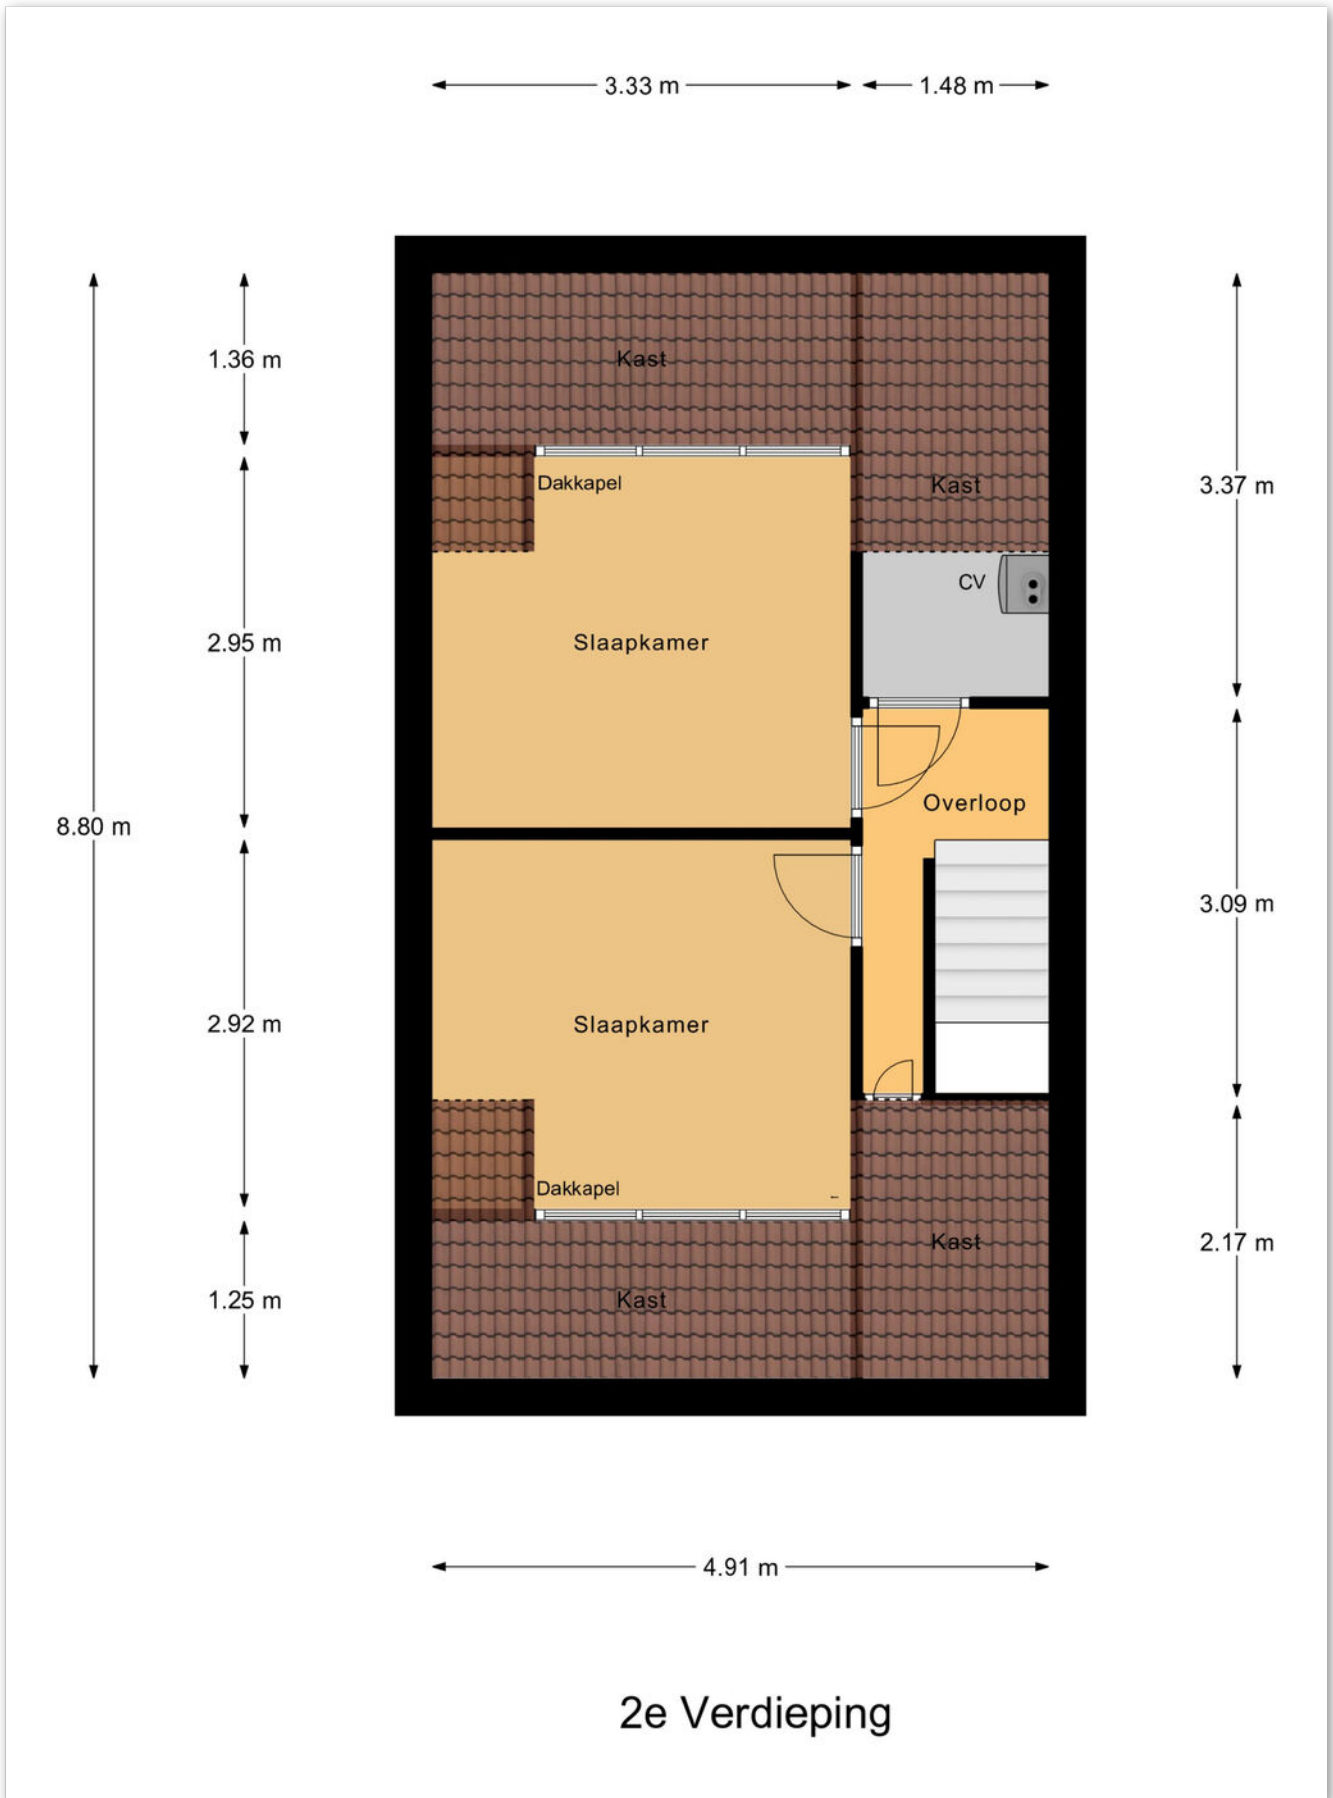 3.33 m
1.48 m
Kast
1.36 m
Dakkapel
Kast
3.37 m
CV
2.95 m
Slaapkamer
Overloop
8.80 m
3.09 m
2.92 m
Slaapkamer
Dakkapel
Kast
2.17 m
1.25 m
Kast
4.91 m
2e Verdieping